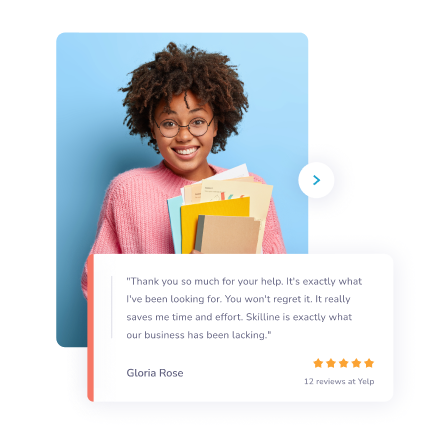 "Thank you so much for your help. It's exactly what
I've been looking for. You won't regret it. It really
saves me time and effort. Skilline is exactly what
our business has been lacking."
Gloria Rose
12 reviews at Yelp